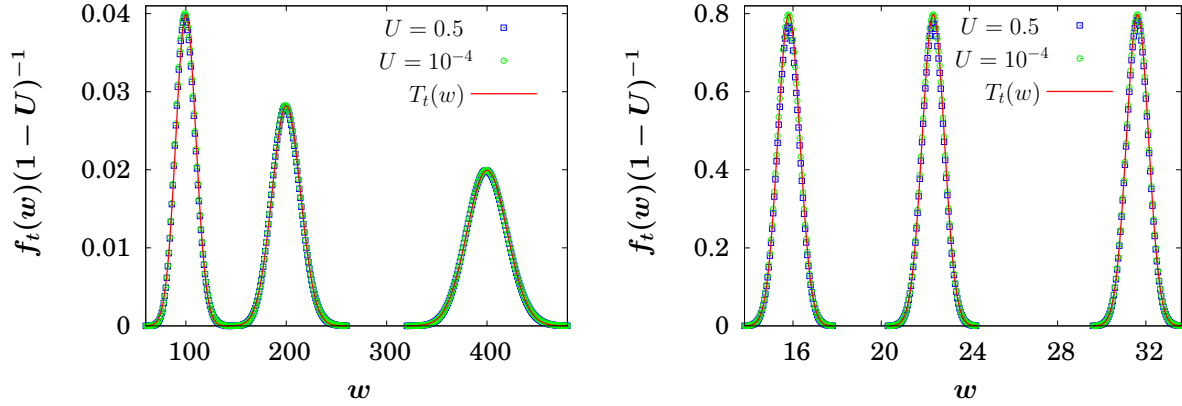 0.04
0.03
0.02
0.01
0
f_t(w)(1 − U)^{−1}
U = 0.5
U = 10^{−4}
T_t(w)
100 200 300 400
w
0.8
0.6
0.4
0.2
0
f_t(w)(1 − U)^{−1}
U = 0.5
U = 10^{−4}
T_t(w)
16 20 24 28 32
w